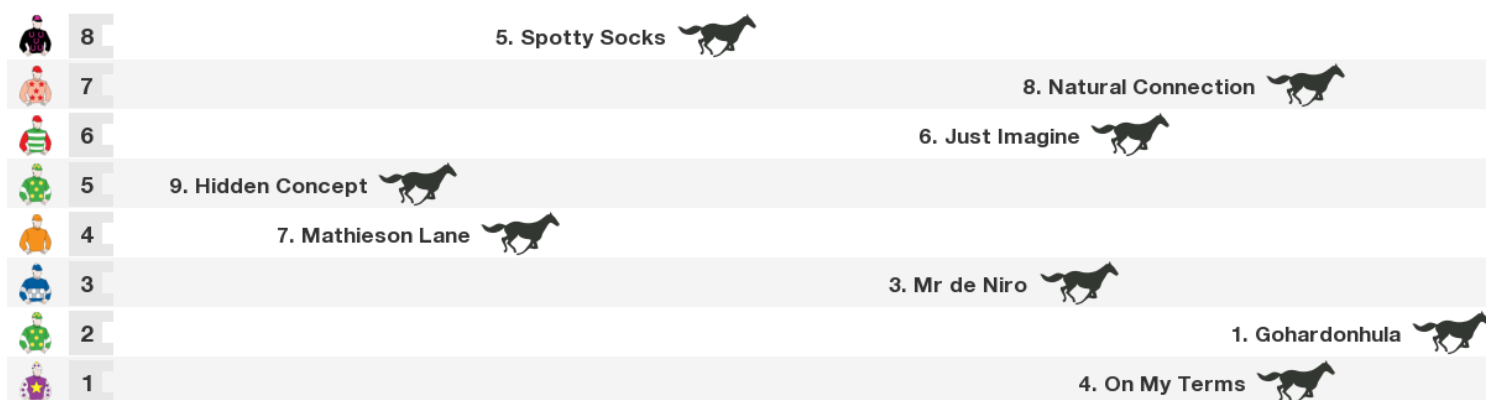 8 5. Spotty Socks
7 8. Natural Connection
6 6. Just Imagine
5 9. Hidden Concept
4 7. Mathieson Lane
3 3. Mr de Niro
2 1. Gohardonhula
1 4. On My Terms